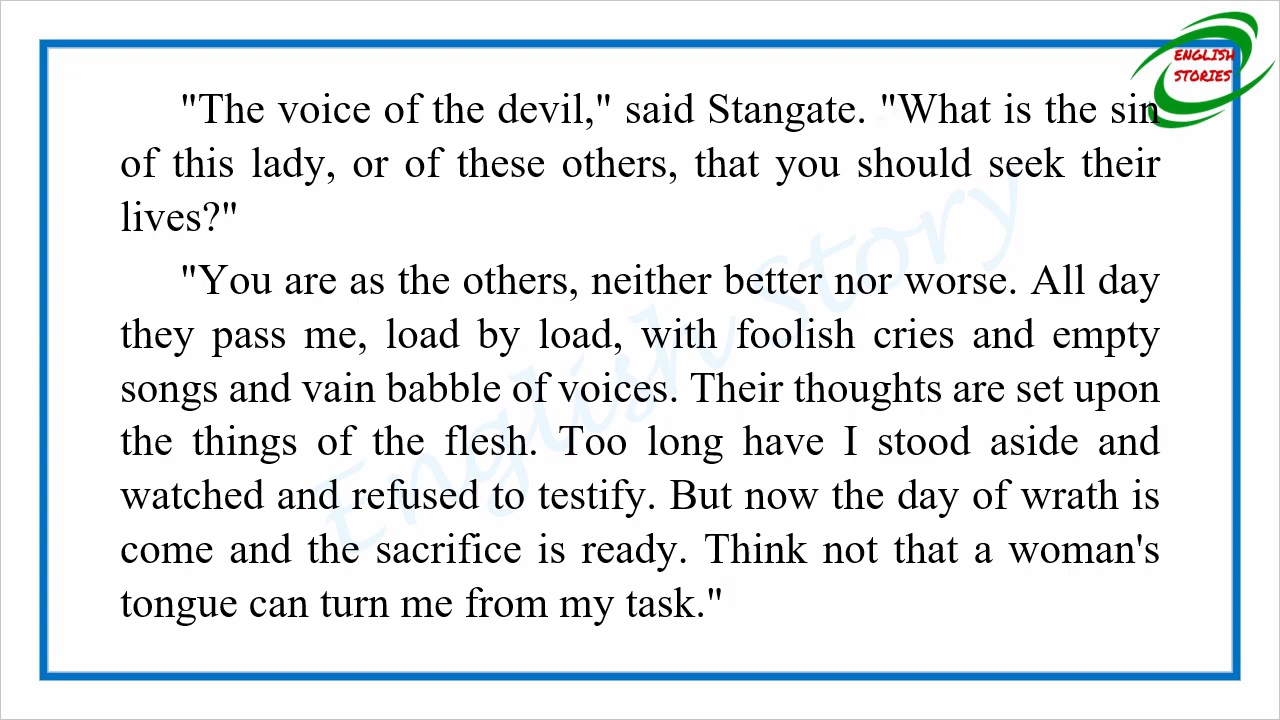 ENGLISH
STORIES
"The voice of the devil," said Stangate. "What is the sin
of this lady, or of these others, that you should seek their
lives?"
"You are as the others, neither better nor worse. All day
they pass me, load by load, with foolish cries and empty
songs and vain babble of voices. Their thoughts are set upon
the things of the flesh. Too long have I stood aside and
watched and refused to testify. But now the day of wrath is
come and the sacrifice is ready. Think not that a woman's
tongue can turn me from my task."
English Story